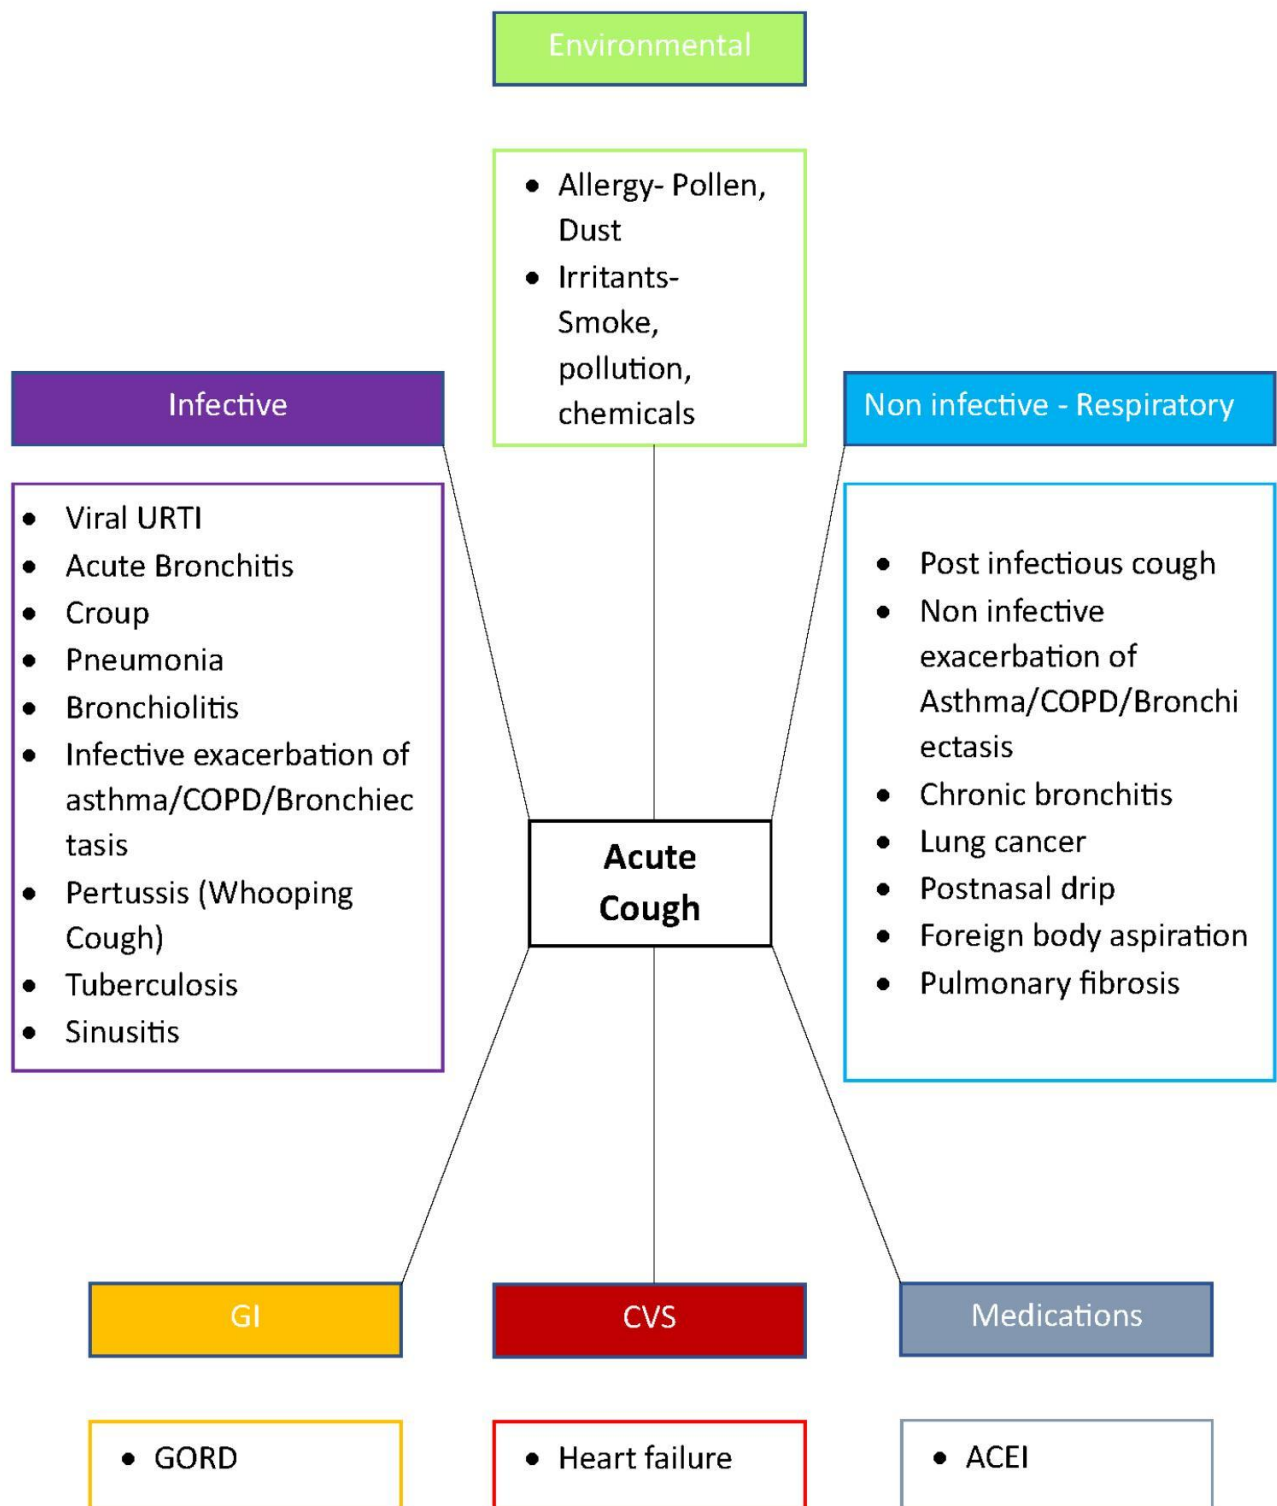 Environmental
• Allergy- Pollen,
Dust
• Irritants-
Smoke,
pollution,
chemicals
Infective
• Viral URTI
• Acute Bronchitis
• Croup
• Pneumonia
• Bronchiolitis
• Infective exacerbation of
asthma/COPD/Bronchiec
tasis
• Pertussis (Whooping
Cough)
• Tuberculosis
• Sinusitis
Non infective - Respiratory
• Post infectious cough
• Non infective
exacerbation of
Asthma/COPD/Bronchi
ectasis
• Chronic bronchitis
• Lung cancer
• Postnasal drip
• Foreign body aspiration
• Pulmonary fibrosis
Acute
Cough
GI
• GORD
CVS
• Heart failure
Medications
• ACEI